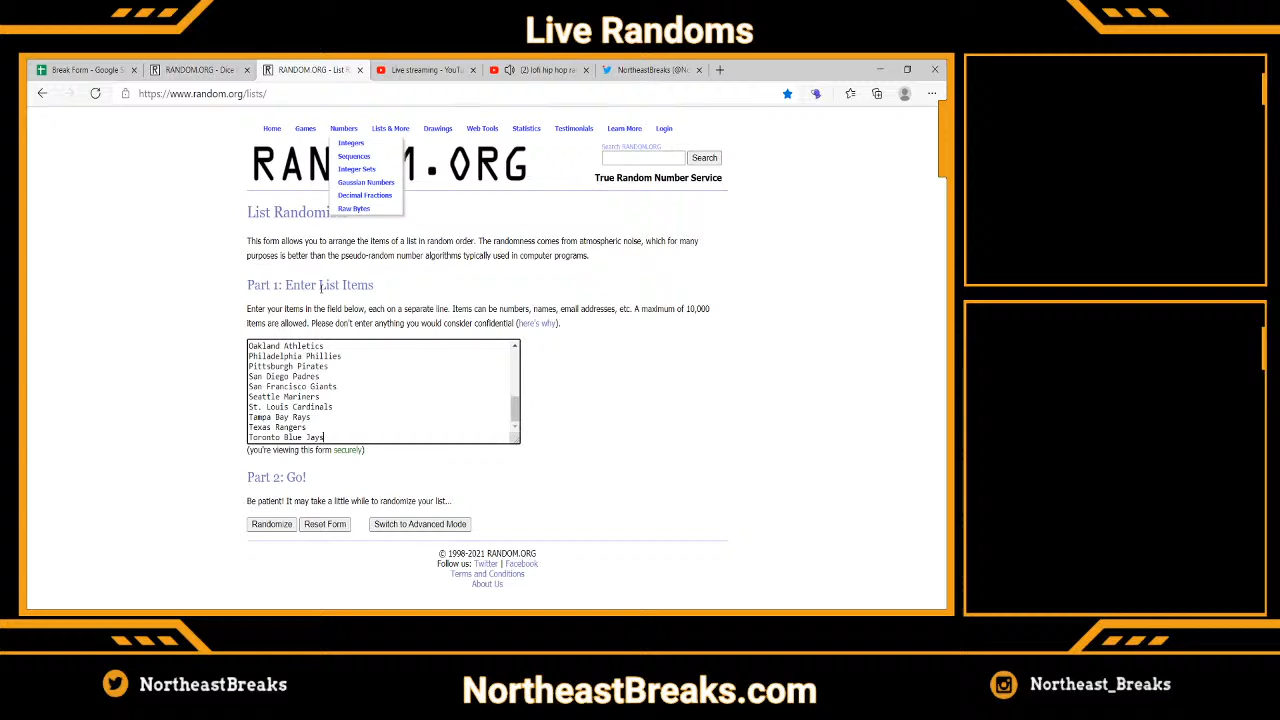 Live Randoms
Break Form - Google S
RANDOM.ORG - Dice
RANDOM.ORG - List R
Live streaming - YouTu
(2) lofi hip hop ra
NortheastBreaks (@No
https://www.random.org/lists/
Home Games Numbers Lists & More Drawings Web Tools Statistics Testimonials Learn More Login
Integers
Sequences
Integer Sets
Gaussian Numbers
Decimal Fractions
Raw Bytes
RAN M.ORG
Search RANDOM.ORG
Search
True Random Number Service
List Randomi
This form allows you to arrange the items of a list in random order. The randomness comes from atmospheric noise, which for many
purposes is better than the pseudo-random number algorithms typically used in computer programs.
Part 1: Enter List Items
Enter your items in the field below, each on a separate line. Items can be numbers, names, email addresses, etc. A maximum of 10,000
items are allowed. Please don't enter anything you would consider confidential (here's why).
Oakland Athletics
Philadelphia Phillies
Pittsburgh Pirates
San Diego Padres
San Francisco Giants
Seattle Mariners
St. Louis Cardinals
Tampa Bay Rays
Texas Rangers
Toronto Blue Jays
(you're viewing this form securely)
Part 2: Go!
Be patient! It may take a little while to randomize your list...
Randomize Reset Form Switch to Advanced Mode
© 1998-2021 RANDOM.ORG
Follow us: Twitter | Facebook
Terms and Conditions
About Us
NortheastBreaks
NortheastBreaks.com
Northeast_Breaks